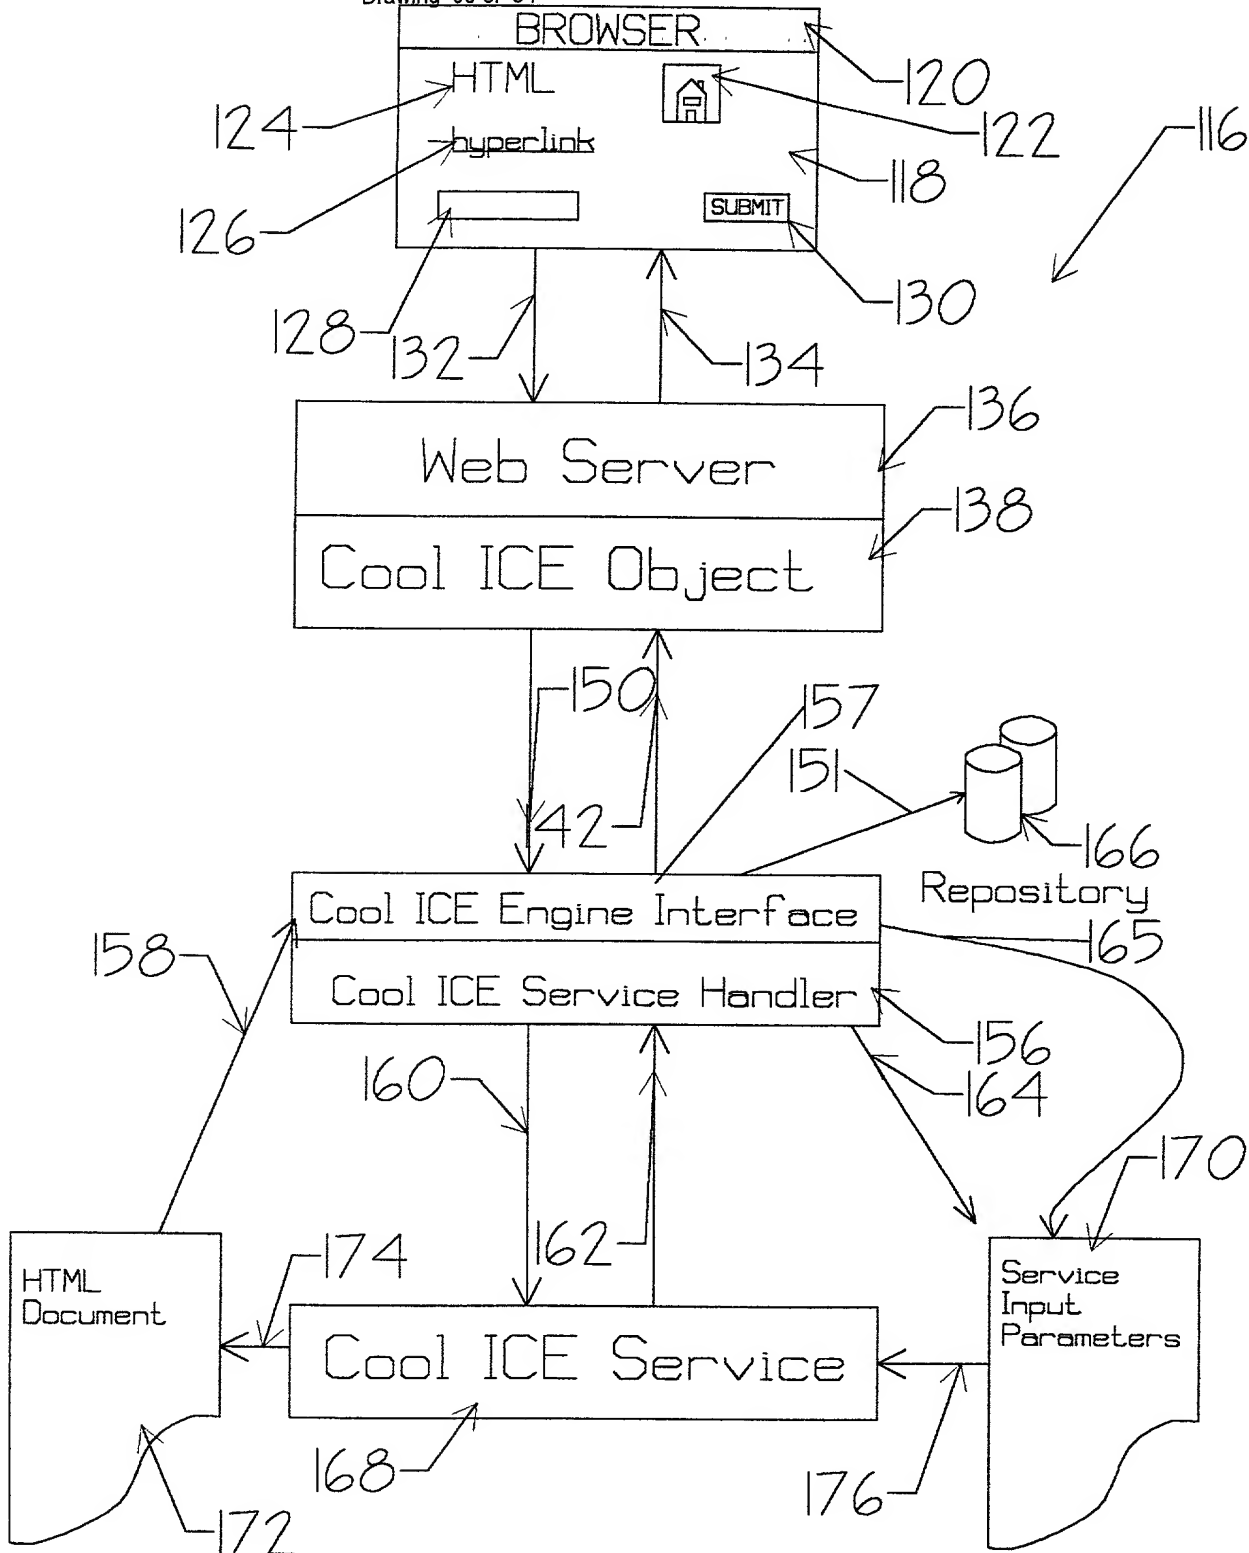 BROWSER
HTML
120
124
122
116
hyperlink
118
126
SUBMIT
130
128
132
134
136
Web Server
138
Cool ICE Object
150
157
151
42
166
Repository
Cool ICE Engine Interface
158
165
Cool ICE Service Handler
156
160
164
170
162
174
HTML
Document
Service
Input
Parameters
Cool ICE Service
168
176
172